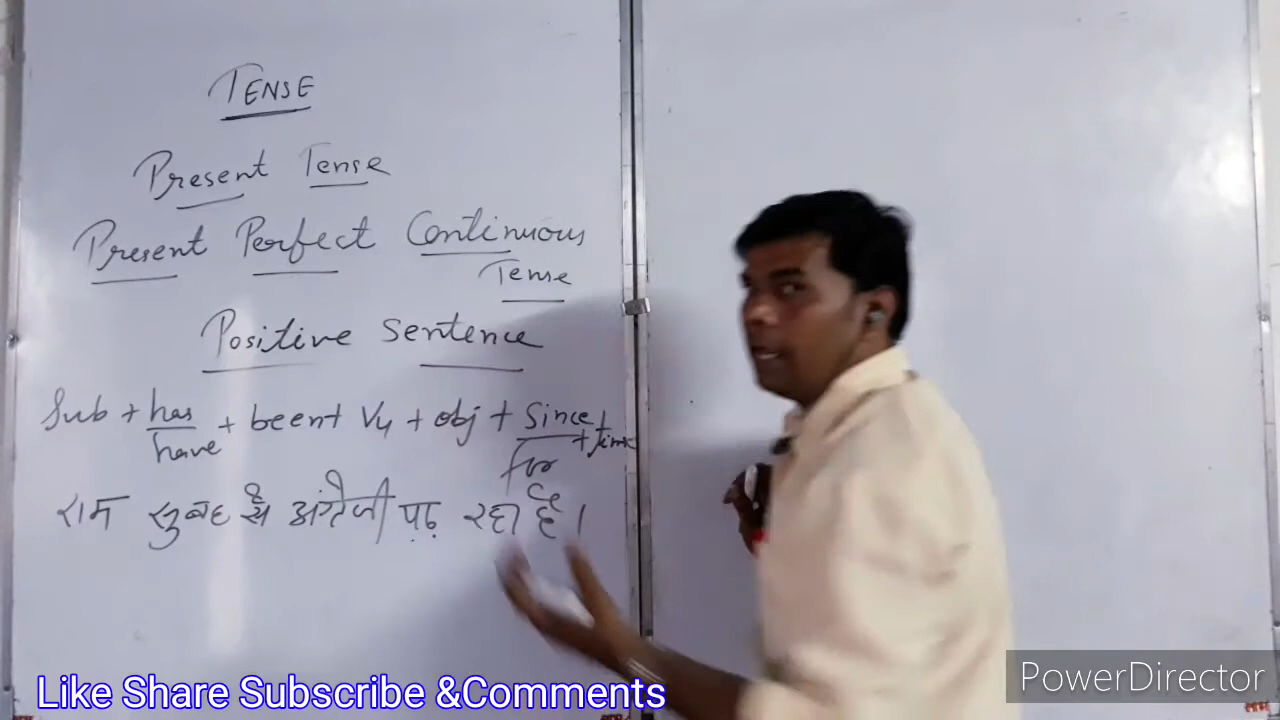 TENSE
Present Tense
Present Perfect Continuous
Tense
Positive Sentence
Sub + has + been + V4 + obj + Since + time
have
for
राम सुबह से अंग्रेजी पढ़ रहा है।
Like Share Subscribe &Comments
PowerDirector